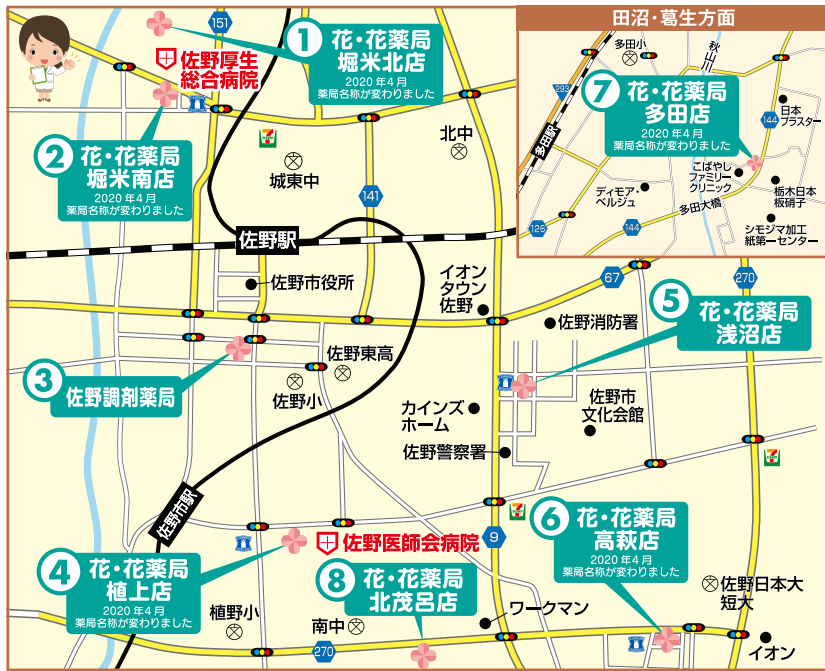 田沼・葛生方面
151
1
花・花薬局
堀米北店
2020年4月
薬局名称が変わりました
佐野厚生
総合病院
2
花・花薬局
堀米南店
2020年4月
薬局名称が変わりました
城東中
北中
141
多田小
秋山川
293
7
花・花薬局
多田店
2020年4月
薬局名称が変わりました
日本
プラスター
144
多田駅
こばやし
ファミリー
クリニック
ディモア・
ベルジュ
栃木日本
板硝子
多田大橋
126
144
シモジマ加工
紙第一センター
佐野駅
佐野市役所
イオン
タウン
佐野
67
270
5
花・花薬局
浅沼店
佐野消防署
3
佐野調剤薬局
佐野東高
佐野小
カインズ
ホーム
佐野市
文化会館
佐野警察署
佐野市駅
7
7
7
佐野医師会病院
9
6
花・花薬局
高萩店
2020年4月
薬局名称が変わりました
4
花・花薬局
植上店
2020年4月
薬局名称が変わりました
8
花・花薬局
北茂呂店
佐野日本大
短大
植野小
南中
ワークマン
270
イオン